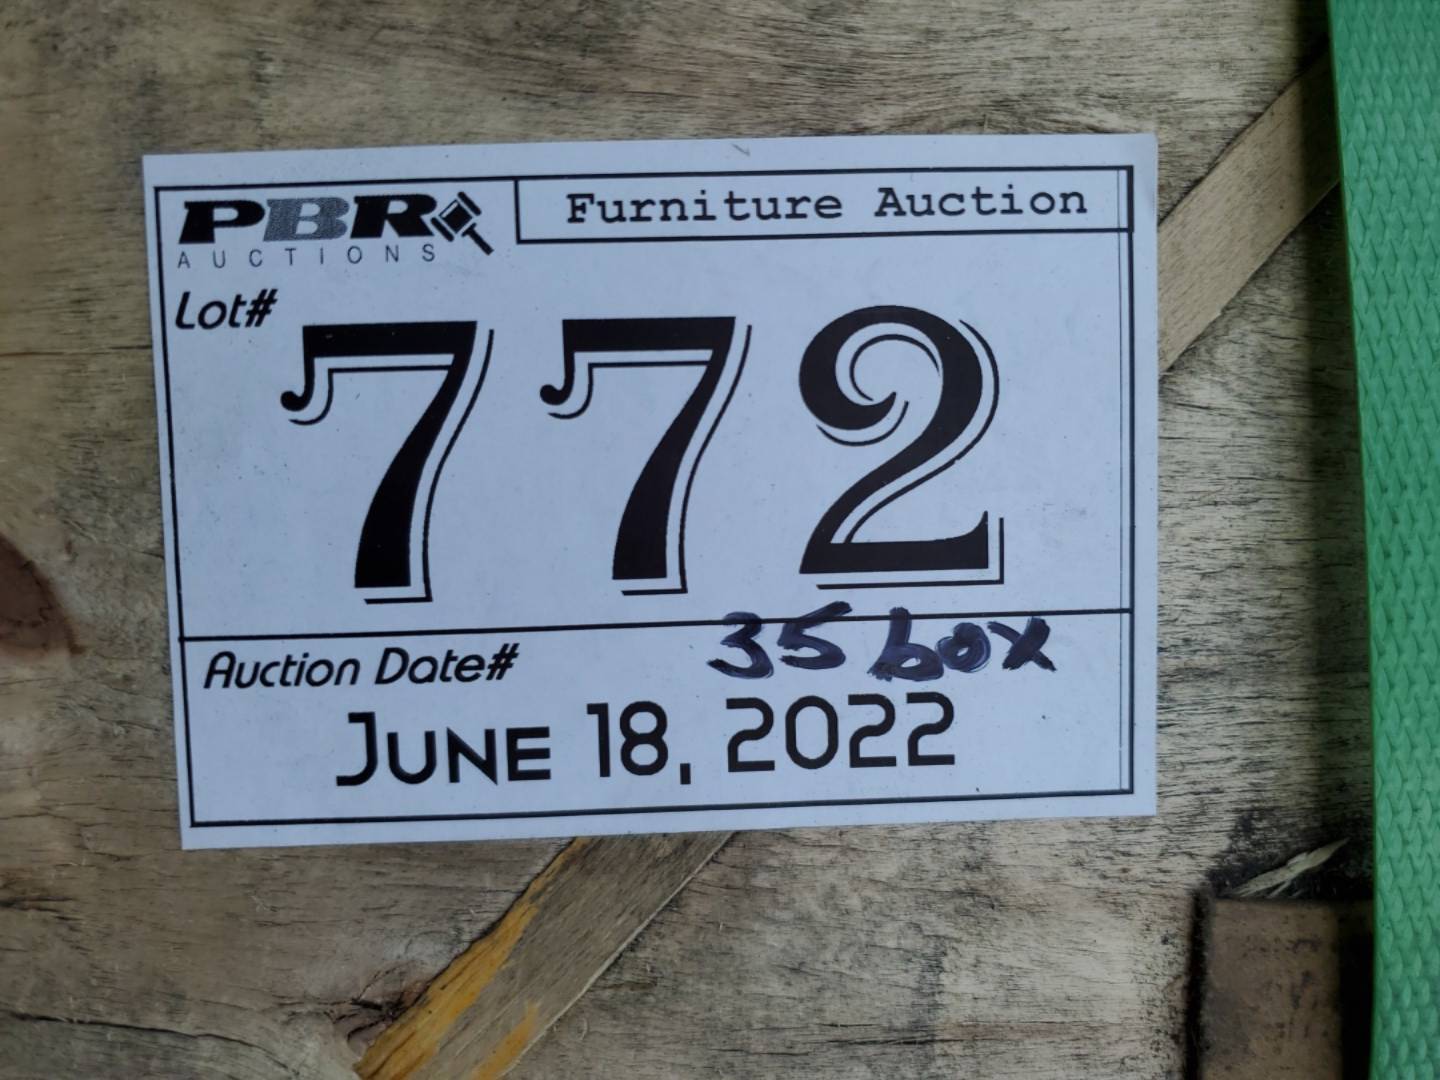 PBR
AUCTIONS
Furniture Auction
Lot#
772
35 box
Auction Date#
JUNE 18, 2022